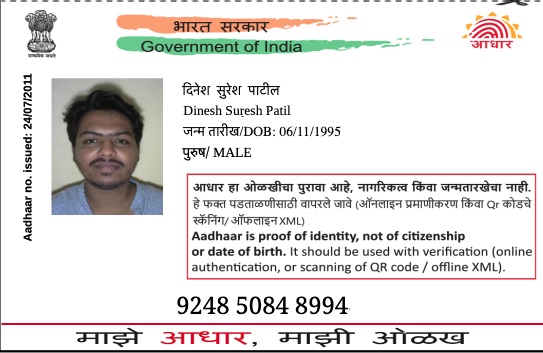 भारत सरकार
Government of India
आधार
Aadhaar no. issued: 24/07/2011
दिनेश सुरेश पाटील
Dinesh Suresh Patil
जन्म तारीख/DOB: 06/11/1995
पुरुष/ MALE
आधार हा ओळखीचा पुरावा आहे, नागरिकत्व किंवा जन्मतारखेचा नाही.
हे फक्त पडताळणीसाठी वापरले जावे (ऑनलाइन प्रमाणीकरण किंवा Qr कोडचे
स्कॅनिंग/ ऑफलाइन XML)
Aadhaar is proof of identity, not of citizenship
or date of birth. It should be used with verification (online
authentication, or scanning of QR code / offline XML).
9248 5084 8994
माझे आधार, माझी ओळख